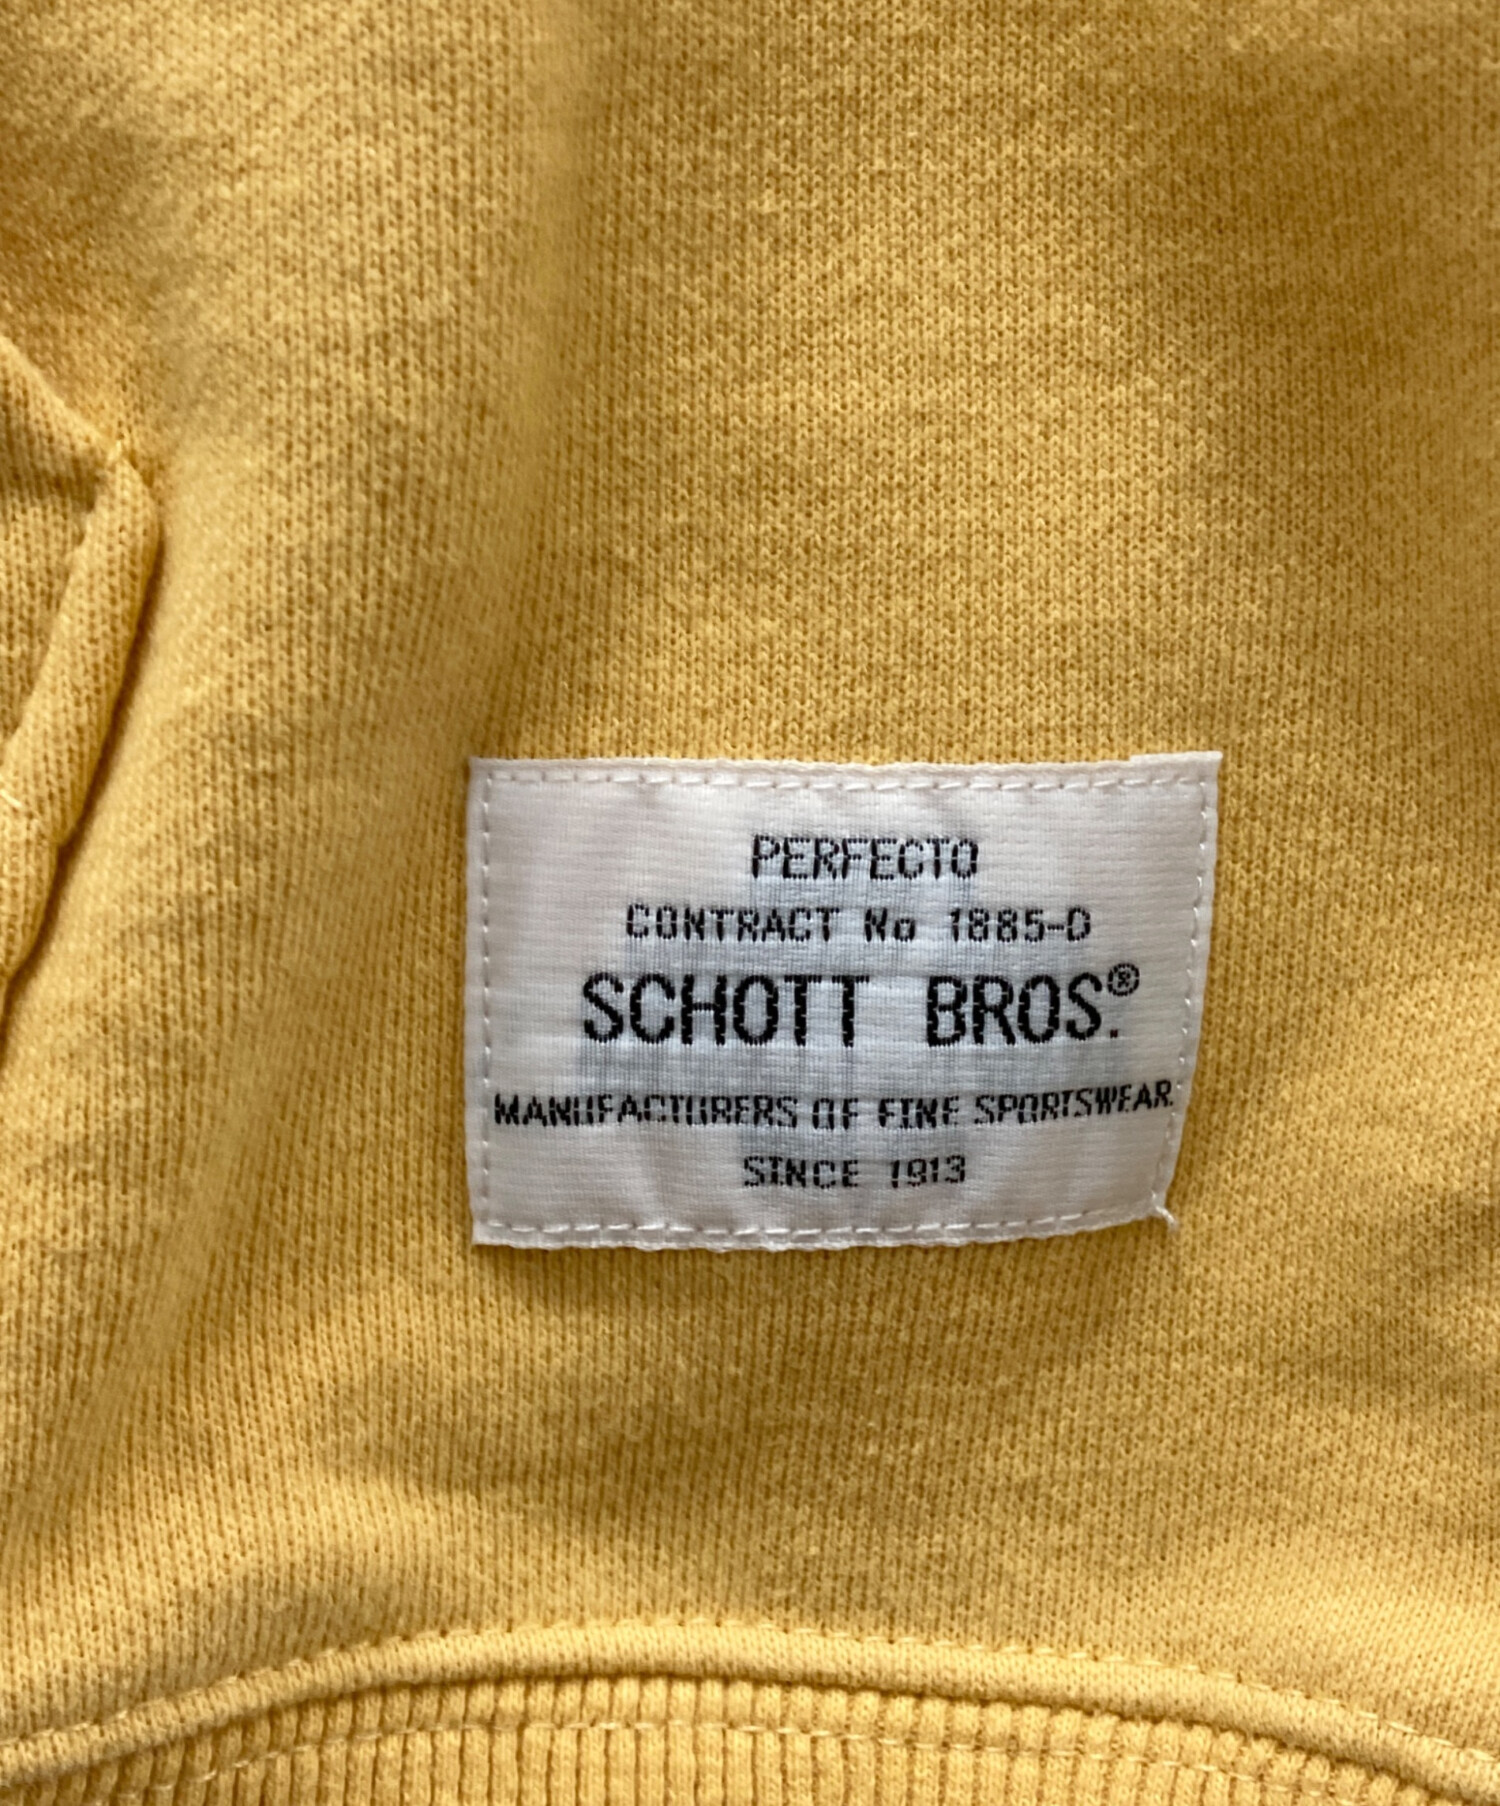 PERFECTO
CONTRACT No 1885-D
SCHOTT BROS.®
MANUFACTURERS OF FINE SPORTSWEAR.
SINCE 1913